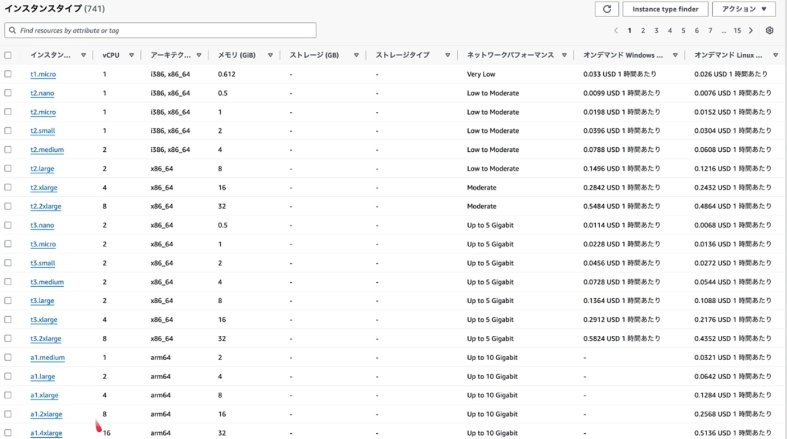 インスタンスタイプ (741)
Instance type finder
アクション ▼
Find resources by attribute or tag
1 2 3 4 5 6 7 ... 15
インスタン... vCPU アーキテク... メモリ (GiB) ストレージ (GB) ストレージタイプ ネットワークパフォーマンス オンデマンド Windows ... オンデマンド Linux ...
t1.micro 1 i386, x86_64 0.612 - - Very Low 0.033 USD 1 時間あたり 0.026 USD 1 時間あたり
t2.nano 1 i386, x86_64 0.5 - - Low to Moderate 0.0099 USD 1 時間あたり 0.0076 USD 1 時間あたり
t2.micro 1 i386, x86_64 1 - - Low to Moderate 0.0198 USD 1 時間あたり 0.0152 USD 1 時間あたり
t2.small 1 i386, x86_64 2 - - Low to Moderate 0.0396 USD 1 時間あたり 0.0304 USD 1 時間あたり
t2.medium 2 i386, x86_64 4 - - Low to Moderate 0.0788 USD 1 時間あたり 0.0608 USD 1 時間あたり
t2.large 2 x86_64 8 - - Low to Moderate 0.1496 USD 1 時間あたり 0.1216 USD 1 時間あたり
t2.xlarge 4 x86_64 16 - - Moderate 0.2842 USD 1 時間あたり 0.2432 USD 1 時間あたり
t2.2xlarge 8 x86_64 32 - - Moderate 0.5484 USD 1 時間あたり 0.4864 USD 1 時間あたり
t3.nano 2 x86_64 0.5 - - Up to 5 Gigabit 0.0114 USD 1 時間あたり 0.0068 USD 1 時間あたり
t3.micro 2 x86_64 1 - - Up to 5 Gigabit 0.0228 USD 1 時間あたり 0.0136 USD 1 時間あたり
t3.small 2 x86_64 2 - - Up to 5 Gigabit 0.0456 USD 1 時間あたり 0.0272 USD 1 時間あたり
t3.medium 2 x86_64 4 - - Up to 5 Gigabit 0.0728 USD 1 時間あたり 0.0544 USD 1 時間あたり
t3.large 2 x86_64 8 - - Up to 5 Gigabit 0.1364 USD 1 時間あたり 0.1088 USD 1 時間あたり
t3.xlarge 4 x86_64 16 - - Up to 5 Gigabit 0.2912 USD 1 時間あたり 0.2176 USD 1 時間あたり
t3.2xlarge 8 x86_64 32 - - Up to 5 Gigabit 0.5824 USD 1 時間あたり 0.4352 USD 1 時間あたり
a1.medium 1 arm64 2 - - Up to 10 Gigabit - 0.0321 USD 1 時間あたり
a1.large 2 arm64 4 - - Up to 10 Gigabit - 0.0642 USD 1 時間あたり
a1.xlarge 4 arm64 8 - - Up to 10 Gigabit - 0.1284 USD 1 時間あたり
a1.2xlarge 8 arm64 16 - - Up to 10 Gigabit - 0.2568 USD 1 時間あたり
a1.4xlarge 16 arm64 32 - - Up to 10 Gigabit - 0.5136 USD 1 時間あたり